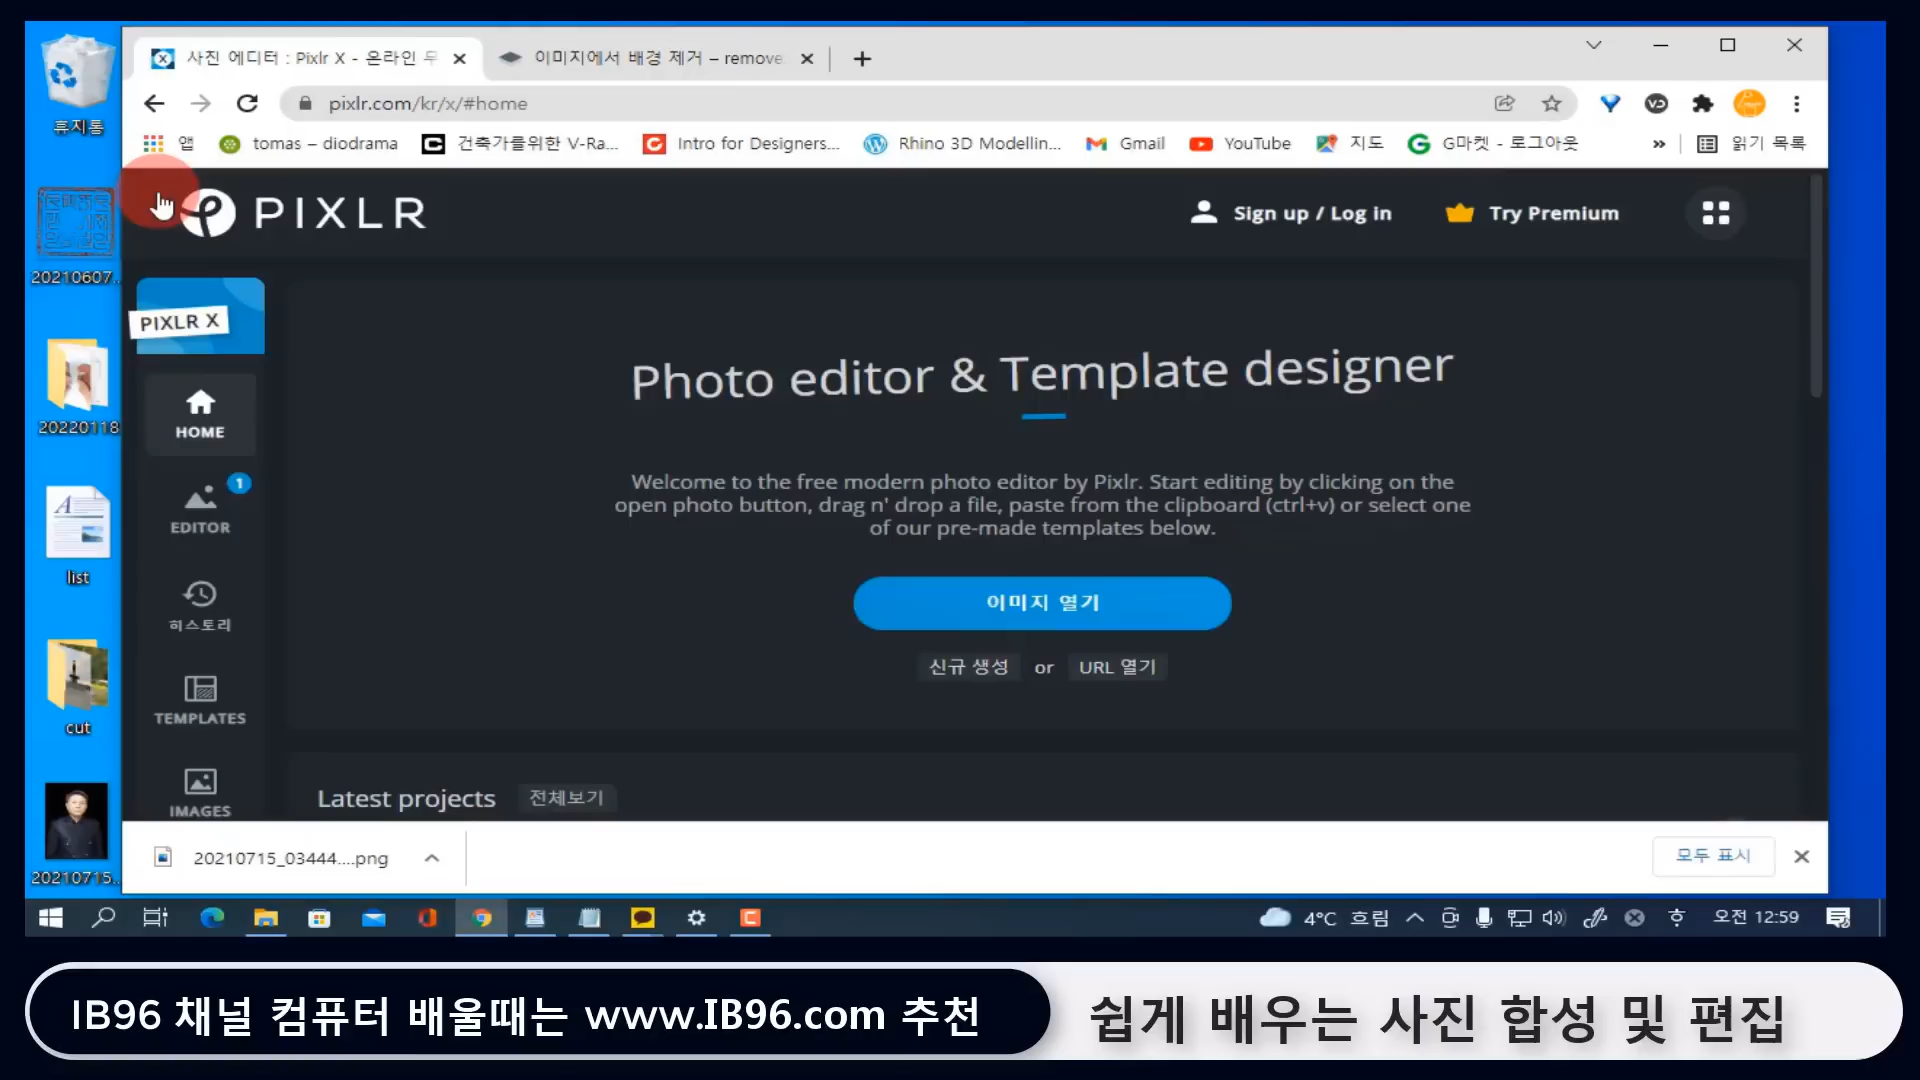 휴지통
20210607...
20220118
list
cut
20210715...
사진 에디터 : Pixlr X - 온라인 무
이미지에서 배경 제거 – remove
pixlr.com/kr/x/#home
앱
tomas – diodrama
건축가를위한 V-Ra...
Intro for Designers...
Rhino 3D Modellin...
Gmail
YouTube
지도
G마켓 - 로그아웃
»
읽기 목록
PIXLR
Sign up / Log in
Try Premium
PIXLR X
HOME
1
EDITOR
히스토리
TEMPLATES
IMAGES
Photo editor & Template designer
Welcome to the free modern photo editor by Pixlr. Start editing by clicking on the
open photo button, drag n' drop a file, paste from the clipboard (ctrl+v) or select one
of our pre-made templates below.
이미지 열기
신규 생성 or URL 열기
Latest projects 전체보기
20210715_03444....png
모두 표시
4°C 흐림
오전 12:59
IB96 채널 컴퓨터 배울때는 www.IB96.com 추천
쉽게 배우는 사진 합성 및 편집